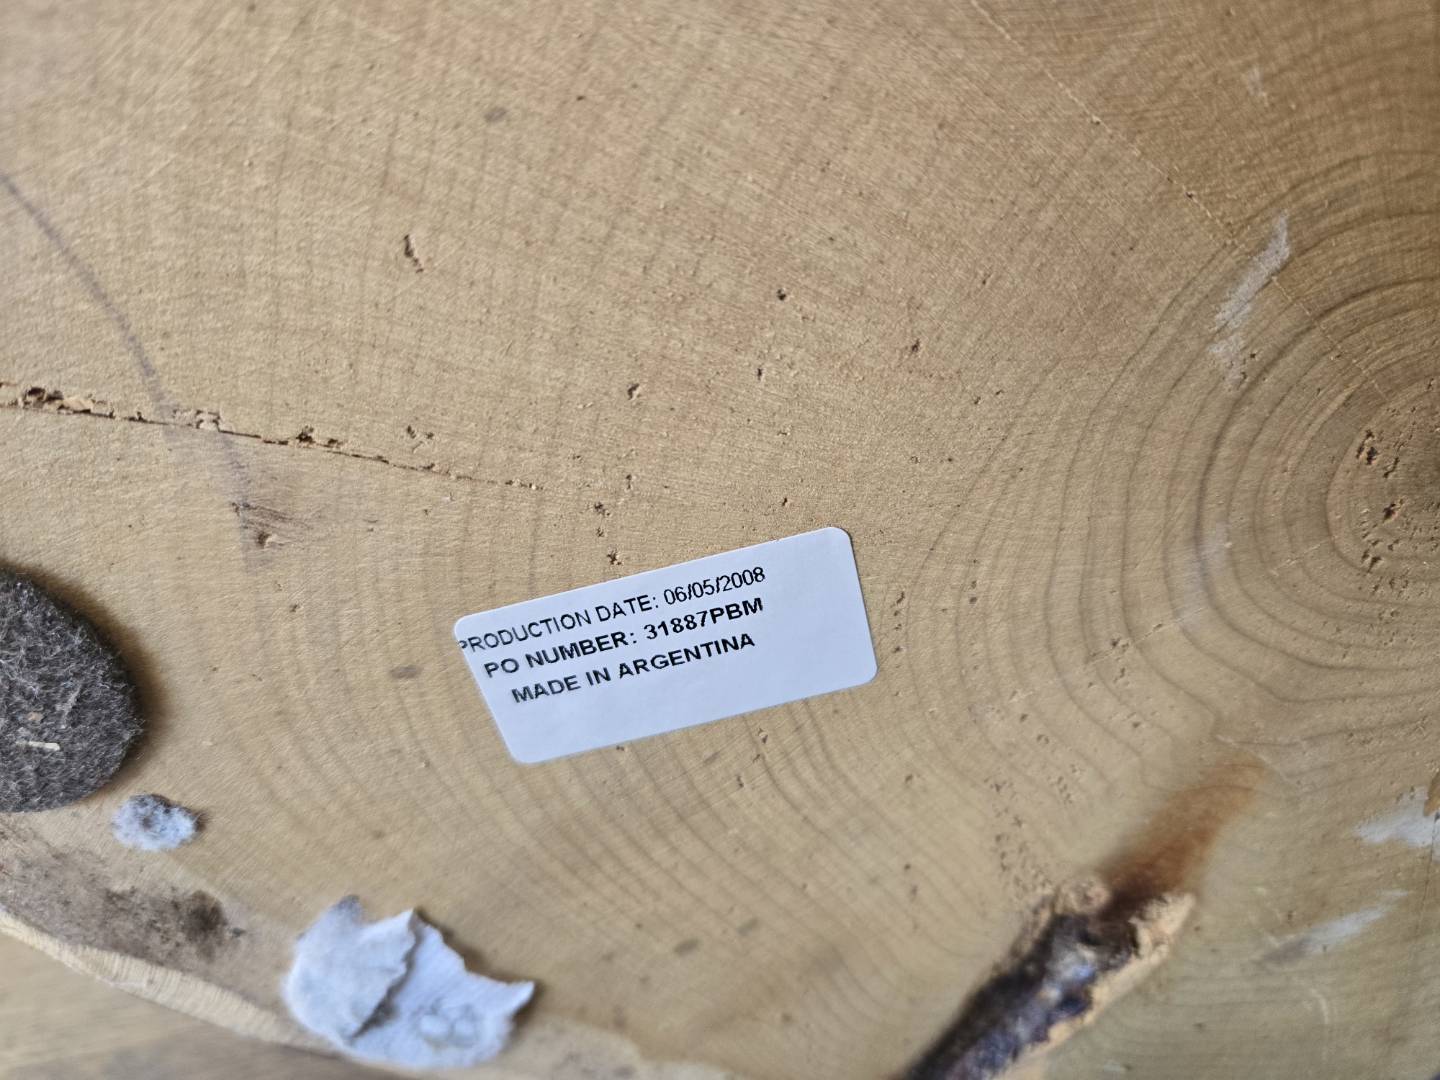 PRODUCTION DATE: 06/05/2008
PO NUMBER: 31887PBM
MADE IN ARGENTINA